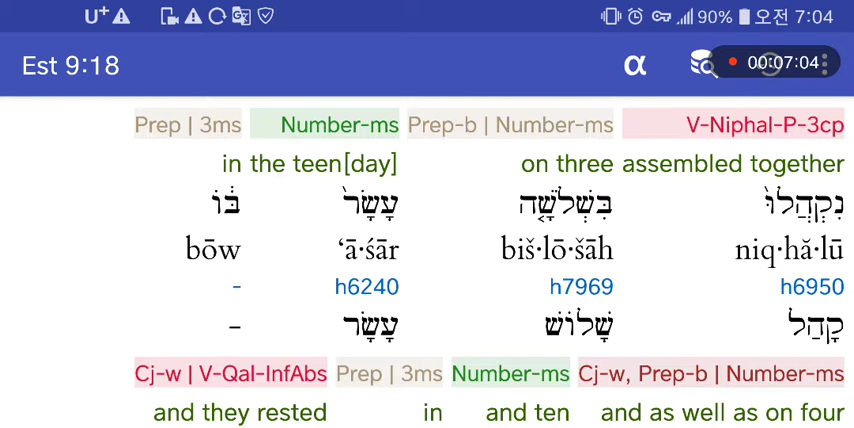 U+ 90% 오전 7:04
Est 9:18 α 00:07:04
Prep | 3ms Number-ms Prep-b | Number-ms V-Niphal-P-3cp
in the teen[day] on three assembled together
נִקְהֲלוּ֙ בִּשְׁלֹשָׁ֤ה עָשָׂר֙ בּ֔וֹ
bōw ‘ā·śār biš·lō·šāh niq·hă·lū
- h6240 h7969 h6950
קָהַל שָׁלוֹשׁ עָשָׂר –
Cj-w | V-Qal-InfAbs Prep | 3ms Number-ms Cj-w, Prep-b | Number-ms
and they rested in and ten and as well as on four